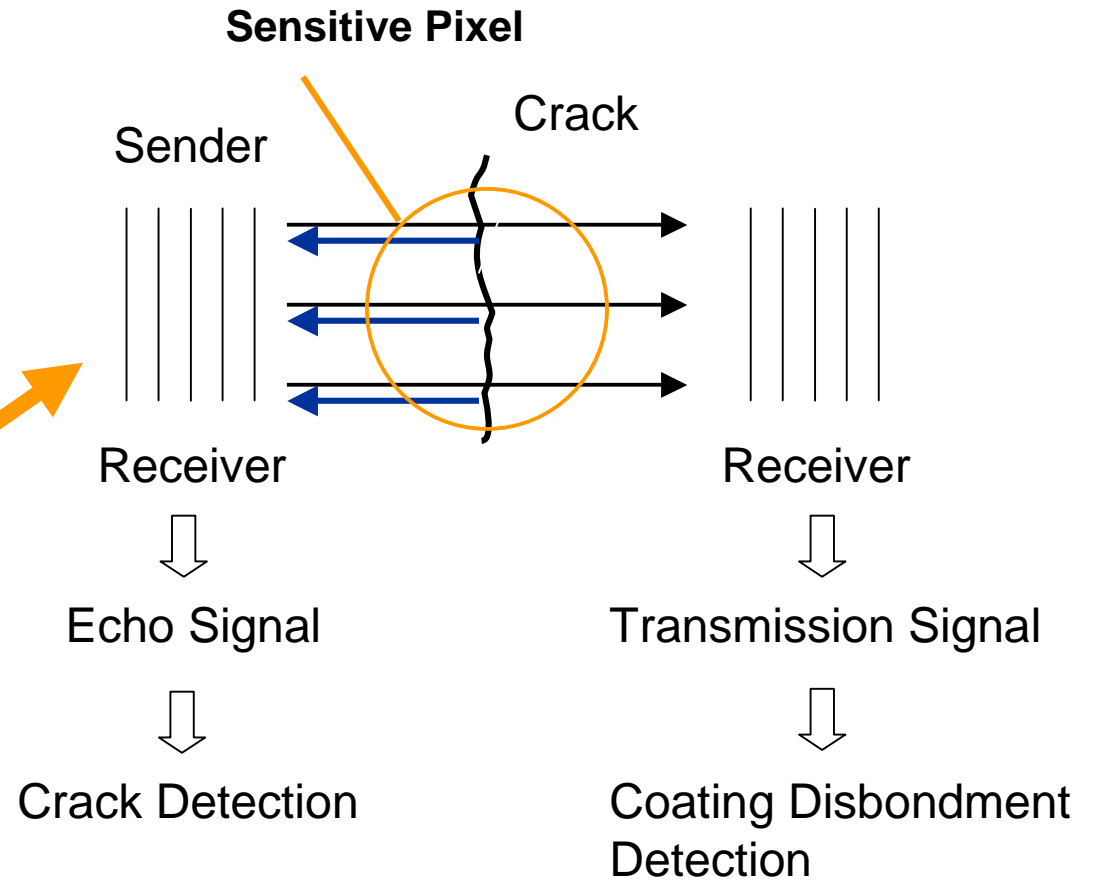 Sensitive Pixel
Crack
Sender
Receiver
Receiver
Echo Signal
Transmission Signal
Crack Detection
Coating Disbondment
Detection